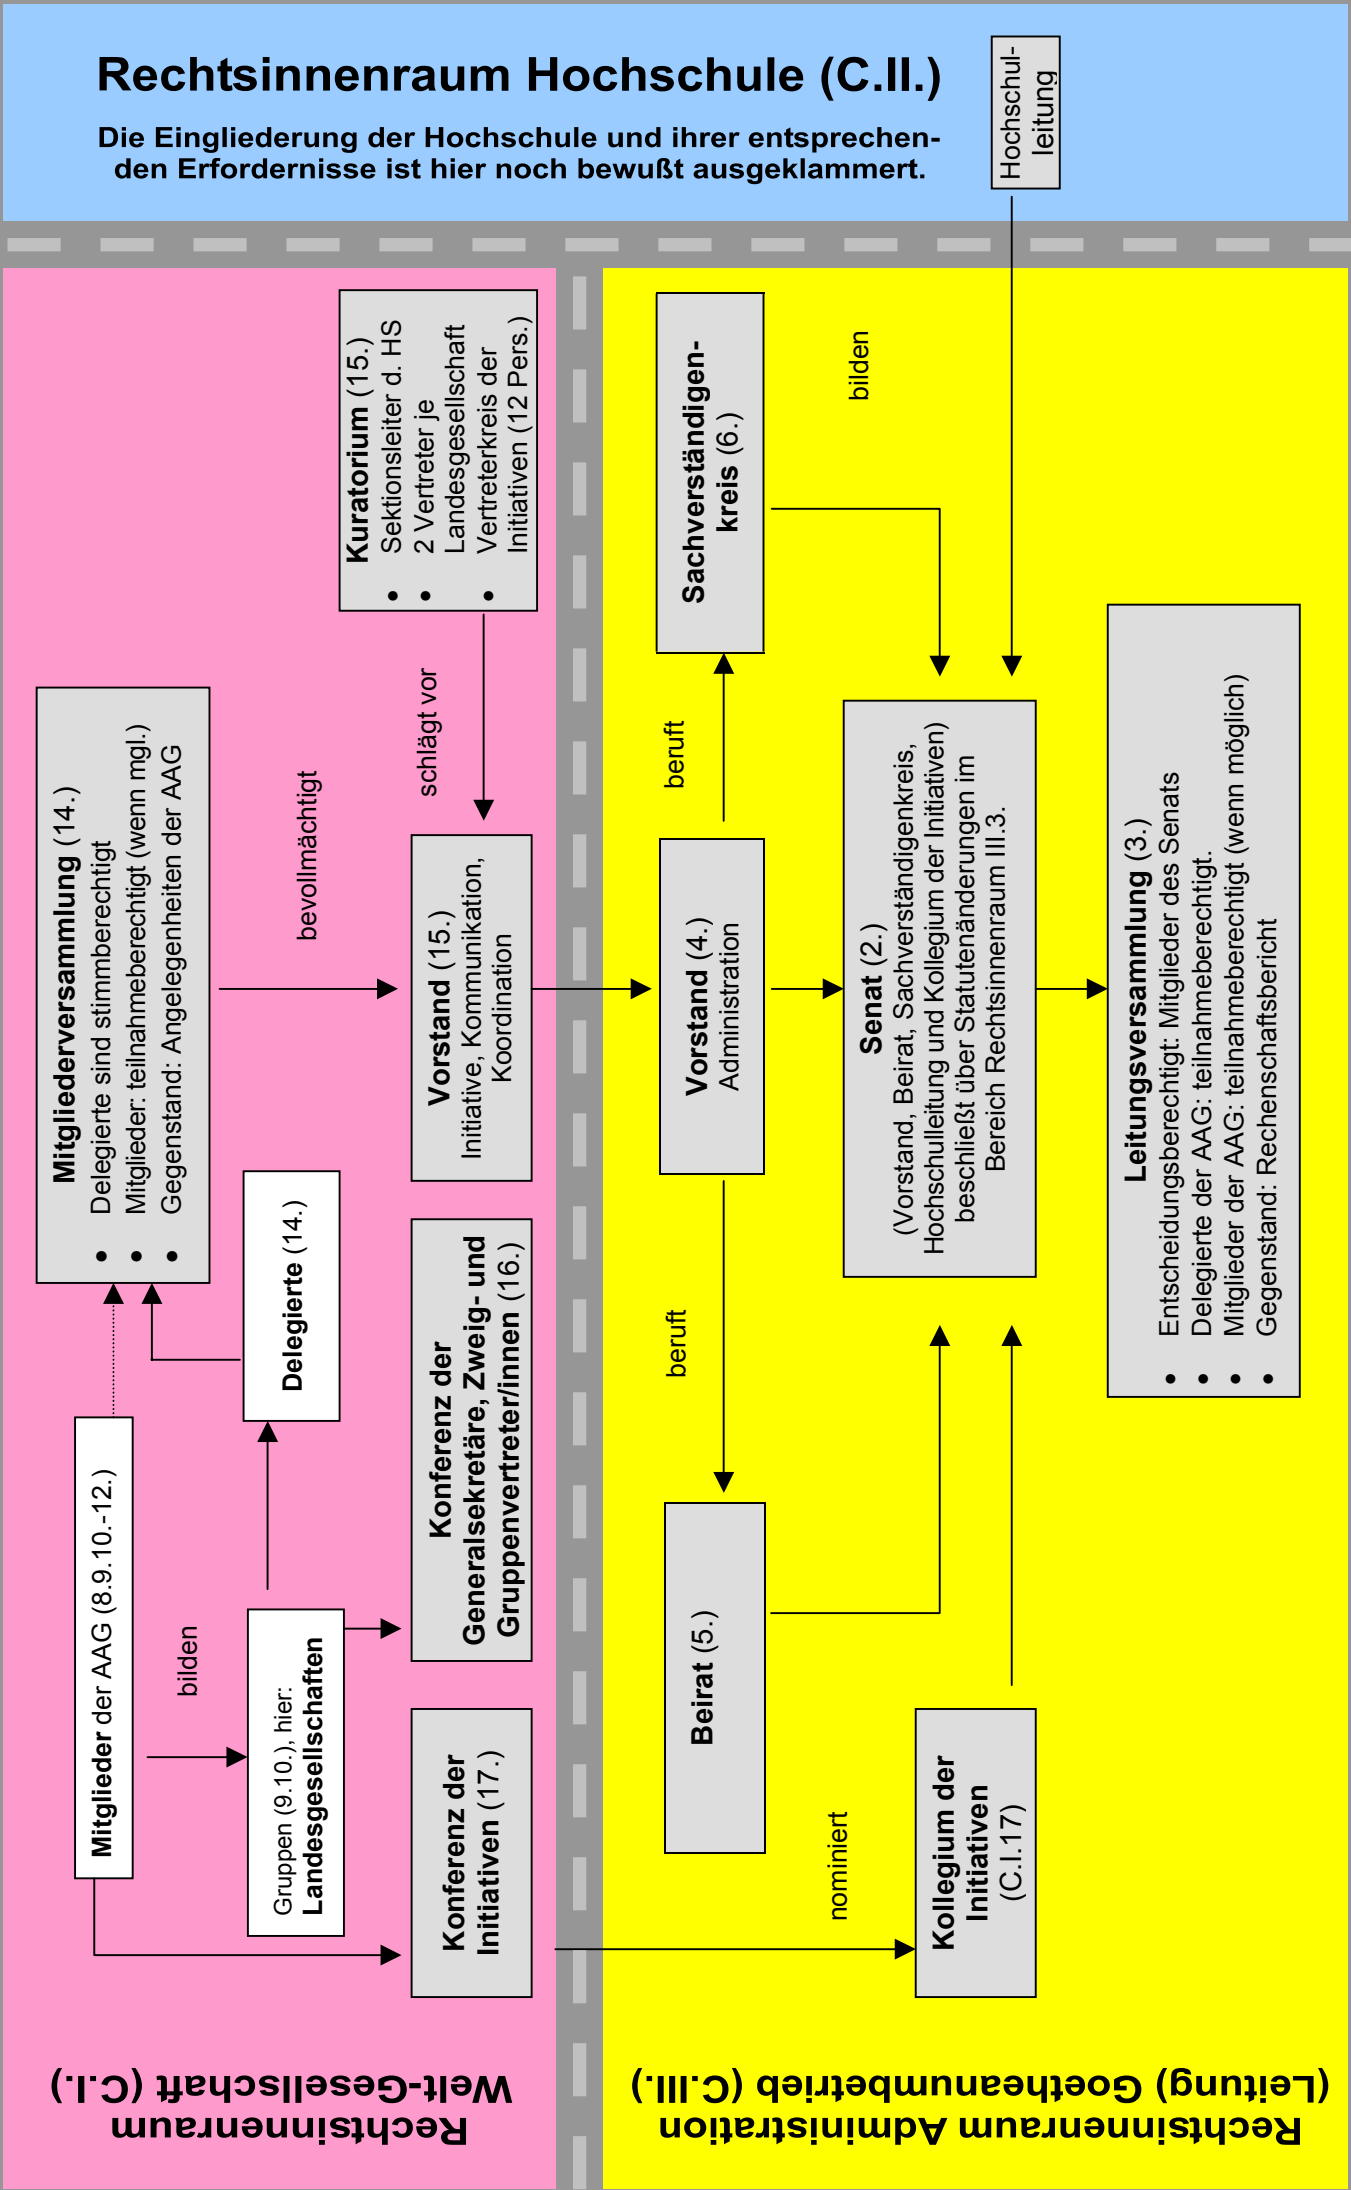 Rechtsinnenraum Hochschule (C.II.)
Die Eingliederung der Hochschule und ihrer entsprechen-
den Erfordernisse ist hier noch bewußt ausgeklammert.
Hochschul-
leitung
Rechtsinnenraum
Welt-Gesellschaft (C.I.)
Mitglieder der AAG (8.9.10.-12.)
bilden
Gruppen (9.10.), hier:
Landesgesellschaften
Delegierte (14.)
Mitgliederversammlung (14.)
• Delegierte sind stimmberechtigt
• Mitglieder: teilnahmeberechtigt (wenn mgl.)
• Gegenstand: Angelegenheiten der AAG
bevollmächtigt
Kuratorium (15.)
• Sektionsleiter d. HS
• 2 Vertreter je
Landesgesellschaft
• Vertreterkreis der
Initiativen (12 Pers.)
schlägt vor
Konferenz der
Initiativen (17.)
Konferenz der
Generalsekretäre, Zweig- und
Gruppenvertreter/innen (16.)
Vorstand (15.)
Initiative, Kommunikation,
Koordination
Rechtsinnenraum Administration
(Leitung) Goetheanumbetrieb (C.III.)
Beirat (5.)
beruft
Vorstand (4.)
Administration
beruft
Sachverständigen-
kreis (6.)
bilden
nominiert
Kollegium der
Initiativen
(C.I.17)
Senat (2.)
(Vorstand, Beirat, Sachverständigenkreis,
Hochschulleitung und Kollegium der Initiativen)
beschließt über Statutenänderungen im
Bereich Rechtsinnenraum III.3.
Leitungsversammlung (3.)
• Entscheidungsberechtigt: Mitglieder des Senats
• Delegierte der AAG: teilnahmeberechtigt.
• Mitglieder der AAG: teilnahmeberechtigt (wenn möglich)
• Gegenstand: Rechenschaftsbericht